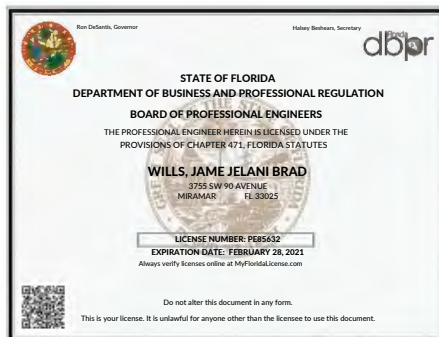 Ron DeSantis, Governor
Halsey Beshears, Secretary
Florida
dbpr
STATE OF FLORIDA
DEPARTMENT OF BUSINESS AND PROFESSIONAL REGULATION
BOARD OF PROFESSIONAL ENGINEERS
THE PROFESSIONAL ENGINEER HEREIN IS LICENSED UNDER THE
PROVISIONS OF CHAPTER 471, FLORIDA STATUTES
WILLS, JAME JELANI BRAD
3755 SW 90 AVENUE
MIRAMAR FL 33025
LICENSE NUMBER: PE85632
EXPIRATION DATE: FEBRUARY 28, 2021
Always verify licenses online at MyFloridaLicense.com
Do not alter this document in any form.
This is your license. It is unlawful for anyone other than the licensee to use this document.